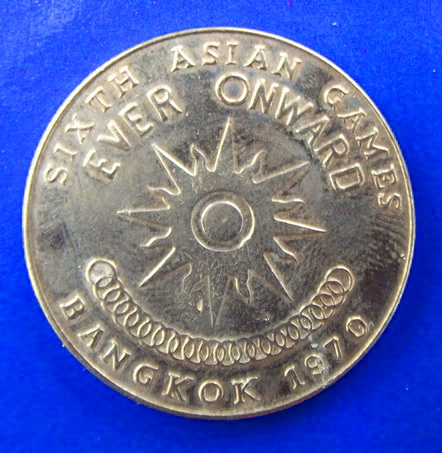 SIXTH ASIAN GAMES
EVER ONWARD
BANGKOK 1970